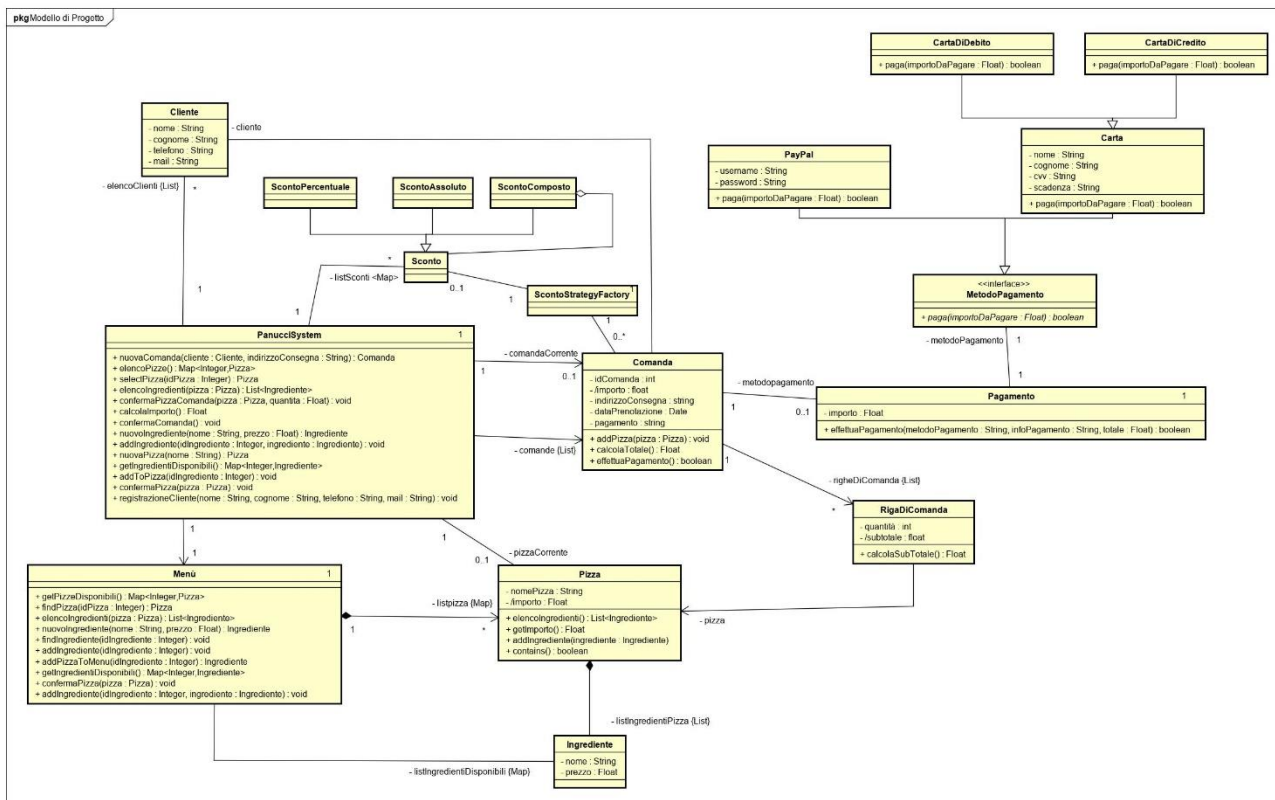 pkg Modello di Progetto
CartaDiDebito
+ paga(importoDaPagare : Float) : boolean
CartaDiCredito
+ paga(importoDaPagare : Float) : boolean
Cliente
- nome : String
- cognome : String
- telefono : String
- mail : String
- cliente
Carta
- nome : String
- cognome : String
- cvv : String
- scadenza : String
+ paga(importoDaPagare : Float) : boolean
PayPal
- username : String
- password : String
+ paga(importoDaPagare : Float) : boolean
- elencoClienti {List}
*
1
ScontoPercentuale
ScontoAssoluto
ScontoComposto
Sconto
*
- listSconti <Map>
1
0..1
1
ScontoStrategyFactory
1
1
0..*
<<interface>>
MetodoPagamento
+ paga(importoDaPagare : Float) : boolean
- metodoPagamento
1
1
PanucciSystem
1
+ nuovaComanda(cliente : Cliente, indirizzoConsegna : String) : Comanda
+ elencoPizze() : Map<Integer,Pizza>
+ selectPizza(idPizza : Integer) : Pizza
+ elencoIngredienti(pizza : Pizza) : List<Ingrediente>
+ confermaPizzaComanda(pizza : Pizza, quantita : Float) : void
+ calcolaImporto() : Float
+ confermaComanda() : void
+ nuovoIngrediente(nome : String, prezzo : Float) : Ingrediente
+ addIngrediente(idIngrediente : Integer, ingrediente : Ingrediente) : void
+ nuovaPizza(nome : String) : Pizza
+ getIngredientiDisponibili() : Map<Integer,Ingrediente>
+ addToPizza(idIngrediente : Integer) : void
+ confermaPizza(pizza : Pizza) : void
+ registrazioneCliente(nome : String, cognome : String, telefono : String, mail : String) : void
- comandaCorrente
1
0..1
- comande {List}
Comanda
- idComanda : int
- /importo : float
- indirizzoConsegna : string
- dataPrenotazione : Date
- pagamento : string
+ addPizza(pizza : Pizza) : void
+ calcolaTotale() : Float
+ effettuaPagamento() : boolean
- metodopagamento
1
0..1
Pagamento
1
- importo : Float
+ effettuaPagamento(metodoPagamento : String, infoPagamento : String, totale : Float) : boolean
1
- righeDiComanda {List}
*
RigaDiComanda
- quantità : int
- /subtotale : float
+ calcolaSubTotale() : Float
1
1
1
- pizzaCorrente
0..1
Menù
1
+ getPizzeDisponibili() : Map<Integer,Pizza>
+ findPizza(idPizza : Integer) : Pizza
+ elencoIngredienti(pizza : Pizza) : List<Ingrediente>
+ nuovoIngrediente(nome : String, prezzo : Float) : Ingrediente
+ findIngrediente(idIngrediente : Integer) : void
+ addIngrediente(idIngrediente : Integer) : void
+ addPizzaToMenu(idIngrediente : Integer) : Ingrediente
+ getIngredientiDisponibili() : Map<Integer,Ingrediente>
+ confermaPizza(pizza : Pizza) : void
+ addIngrediente(idIngrediente : Integer, ingrediente : Ingrediente) : void
- listpizza {Map}
1
*
Pizza
- nomePizza : String
- /importo : Float
+ elencoIngredienti() : List<Ingrediente>
+ getImporto() : Float
+ addIngrediente(ingrediente : Ingrediente)
+ contains() : boolean
- pizza
- listIngredientiPizza {List}
Ingrediente
- nome : String
- prezzo : Float
- listIngredientiDisponibili {Map}